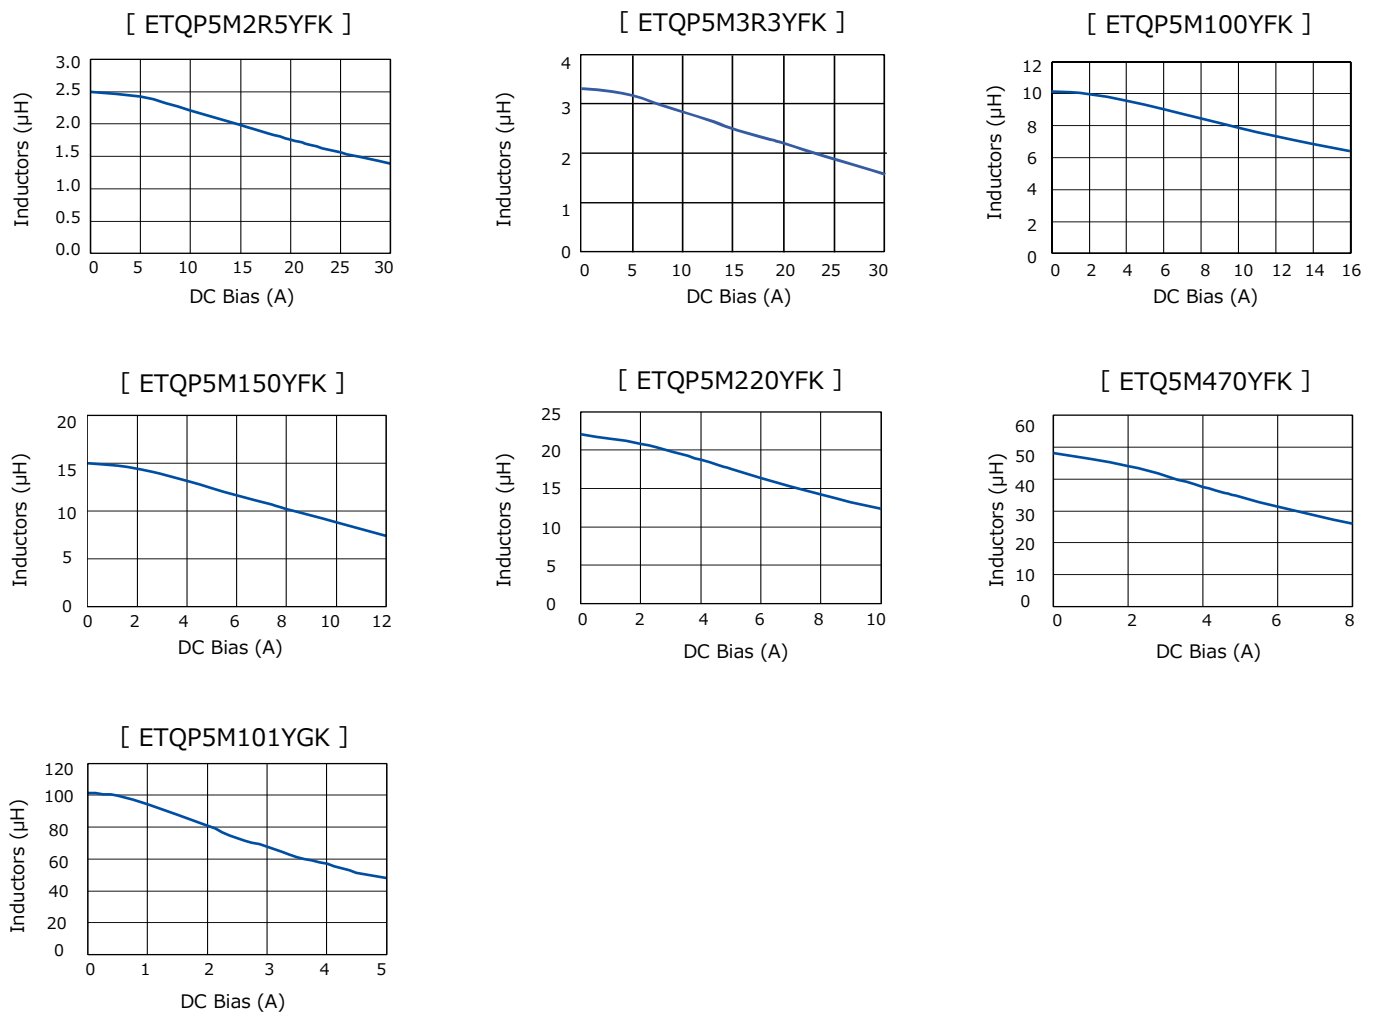 [ ETQP5M2R5YFK ]
Inductors (µH)
3.0
2.5
2.0
1.5
1.0
0.5
0.0
0 5 10 15 20 25 30
DC Bias (A)
[ ETQP5M3R3YFK ]
Inductors (µH)
4
3
2
1
0
0 5 10 15 20 25 30
DC Bias (A)
[ ETQP5M100YFK ]
Inductors (µH)
12
10
8
6
4
2
0
0 2 4 6 8 10 12 14 16
DC Bias (A)
[ ETQP5M150YFK ]
Inductors (µH)
20
15
10
5
0
0 2 4 6 8 10 12
DC Bias (A)
[ ETQP5M220YFK ]
Inductors (µH)
25
20
15
10
5
0
0 2 4 6 8 10
DC Bias (A)
[ ETQ5M470YFK ]
Inductors (µH)
60
50
40
30
20
10
0
0 2 4 6 8
DC Bias (A)
[ ETQP5M101YGK ]
Inductors (µH)
120
100
80
60
40
20
0
0 1 2 3 4 5
DC Bias (A)